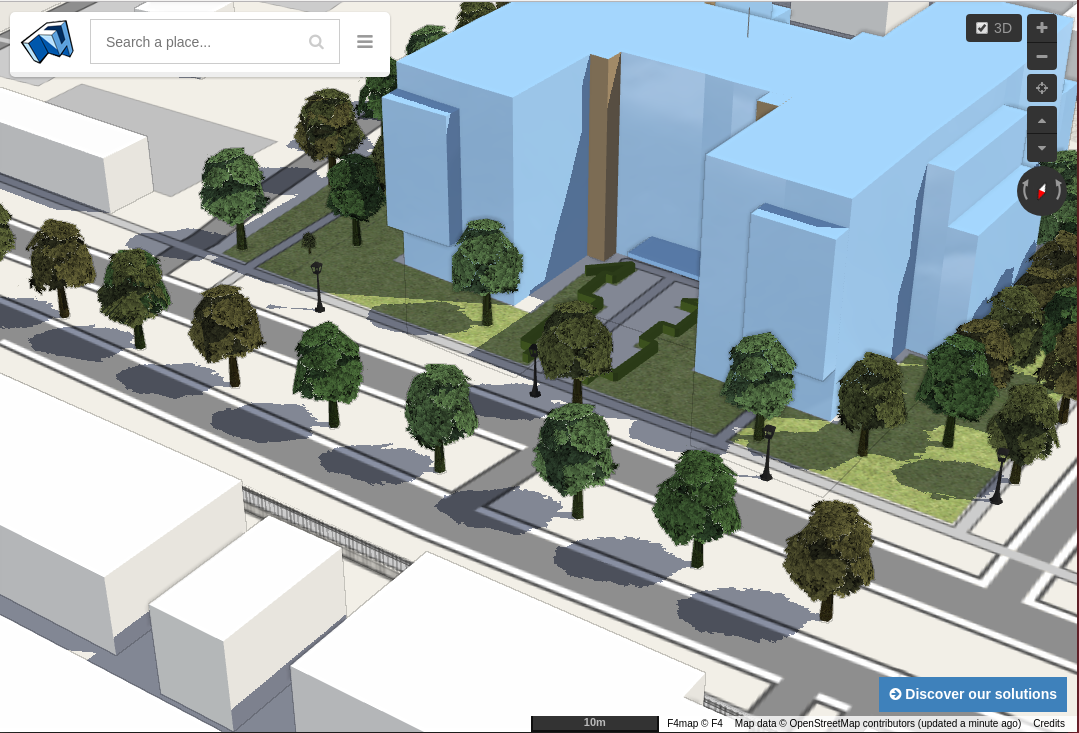 Search a place...
3D
Discover our solutions
10m
F4map © F4 Map data © OpenStreetMap contributors (updated a minute ago) Credits